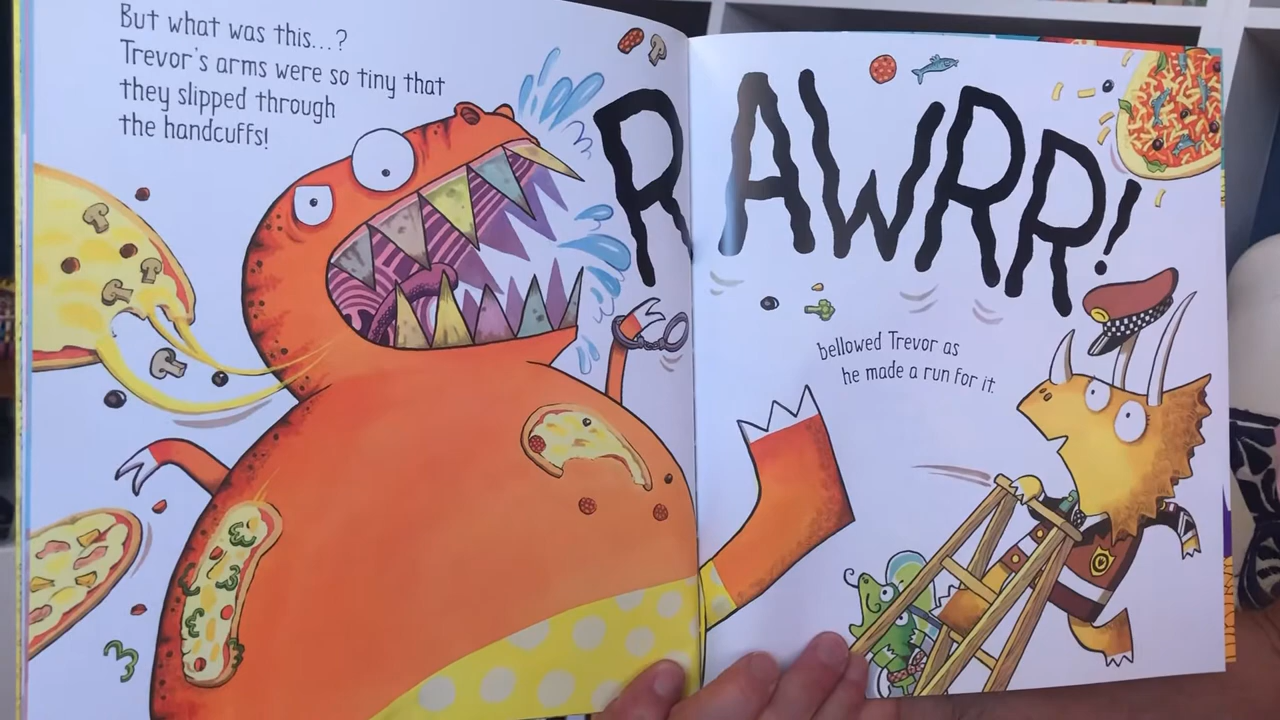 But what was this...?
Trevor's arms were so tiny that
they slipped through
the handcuffs!
RAWRR!
bellowed Trevor as
he made a run for it.